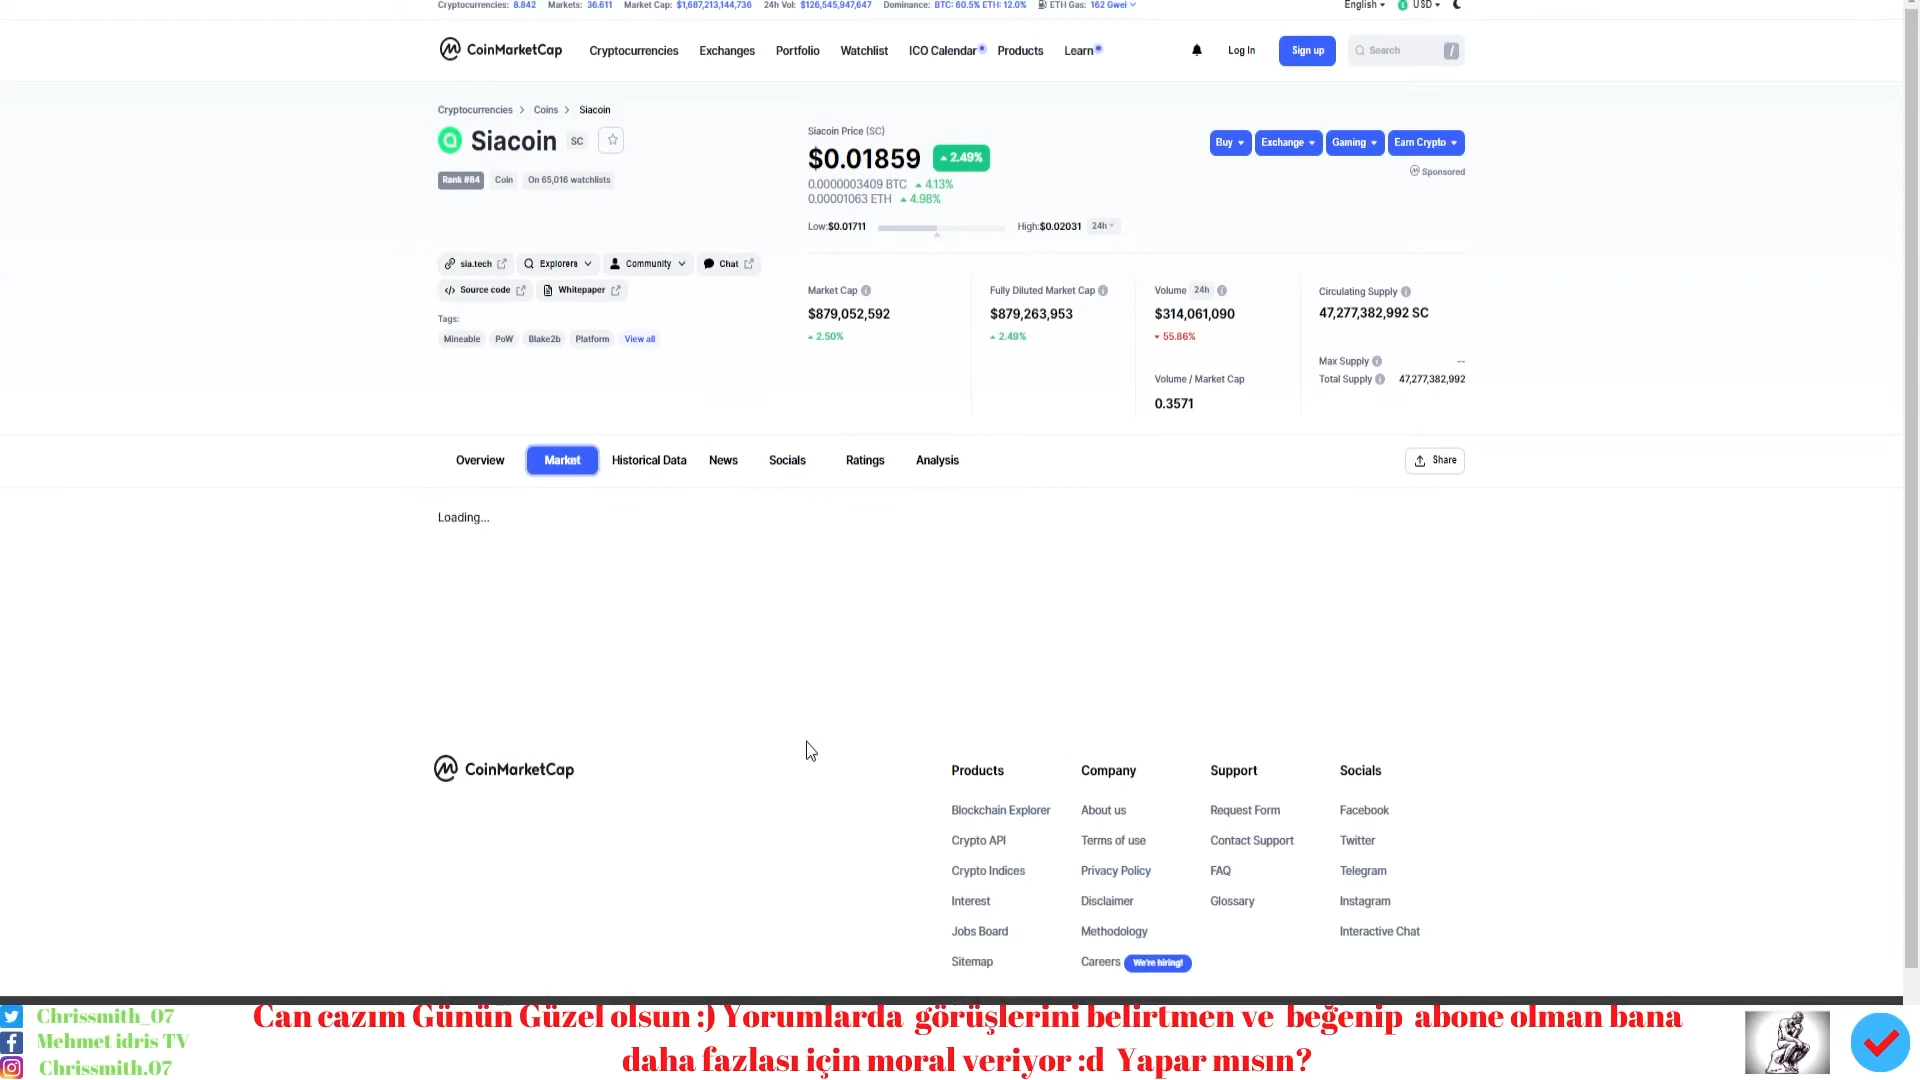 Cryptocurrencies: 8.842 Markets: 36.611 Market Cap: $1,687,213,144,736 24h Vol: $126,545,947,647 Dominance: BTC: 60.5% ETH: 12.0% ETH Gas: 162 Gwei English USD
CoinMarketCap Cryptocurrencies Exchanges Portfolio Watchlist ICO Calendar Products Learn Log In Sign up Search /
Cryptocurrencies > Coins > Siacoin
Siacoin SC
Rank #84 Coin On 65,016 watchlists
Siacoin Price (SC)
$0.01859 2.49%
0.0000003409 BTC 4.13%
0.00001063 ETH 4.98%
Low:$0.01711 High:$0.02031 24h
Buy Exchange Gaming Earn Crypto
Sponsored
sia.tech Explorers Community Chat
Source code Whitepaper
Tags:
Mineable PoW Blake2b Platform View all
Market Cap
$879,052,592
2.50%
Fully Diluted Market Cap
$879,263,953
2.49%
Volume 24h
$314,061,090
55.86%
Volume / Market Cap
0.3571
Circulating Supply
47,277,382,992 SC
Max Supply --
Total Supply 47,277,382,992
Overview Market Historical Data News Socials Ratings Analysis Share
Loading...
CoinMarketCap
Products
Blockchain Explorer
Crypto API
Crypto Indices
Interest
Jobs Board
Sitemap
Company
About us
Terms of use
Privacy Policy
Disclaimer
Methodology
Careers We're hiring!
Support
Request Form
Contact Support
FAQ
Glossary
Socials
Facebook
Twitter
Telegram
Instagram
Interactive Chat
Chrissmith_07
Mehmet idris TV
Chrissmith.07
Can cazım Günün Güzel olsun :) Yorumlarda görüşlerini belirtmen ve beğenip abone olman bana
daha fazlası için moral veriyor :d Yapar mısın?